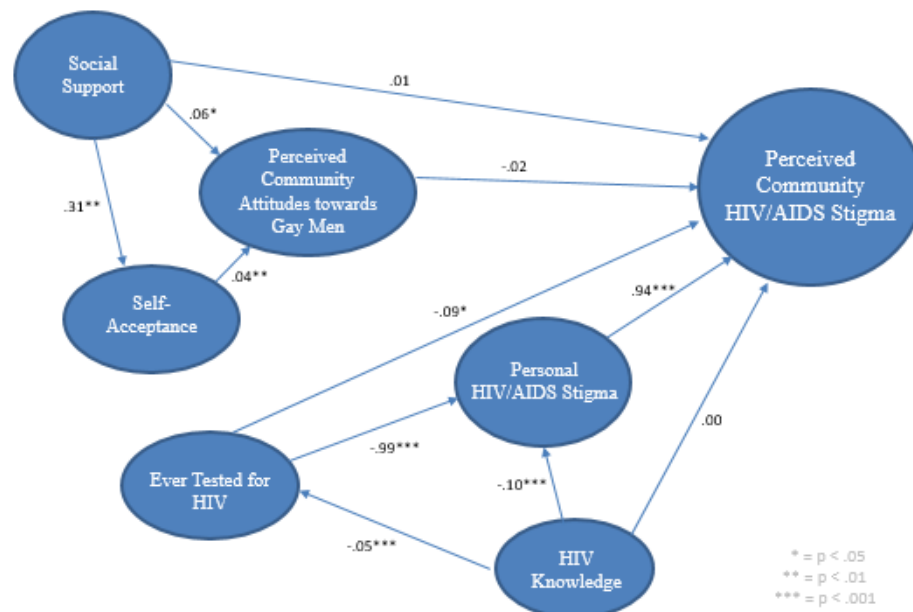 Social
Support
.01
.06*
Perceived
Community
Attitudes towards
Gay Men
-.02
Perceived
Community
HIV/AIDS Stigma
.31**
.04**
Self-
Acceptance
-.09*
.94***
Personal
HIV/AIDS Stigma
.00
-.99***
Ever Tested for
HIV
-.10***
-.05***
HIV
Knowledge
* = p < .05
** = p < .01
*** = p < .001